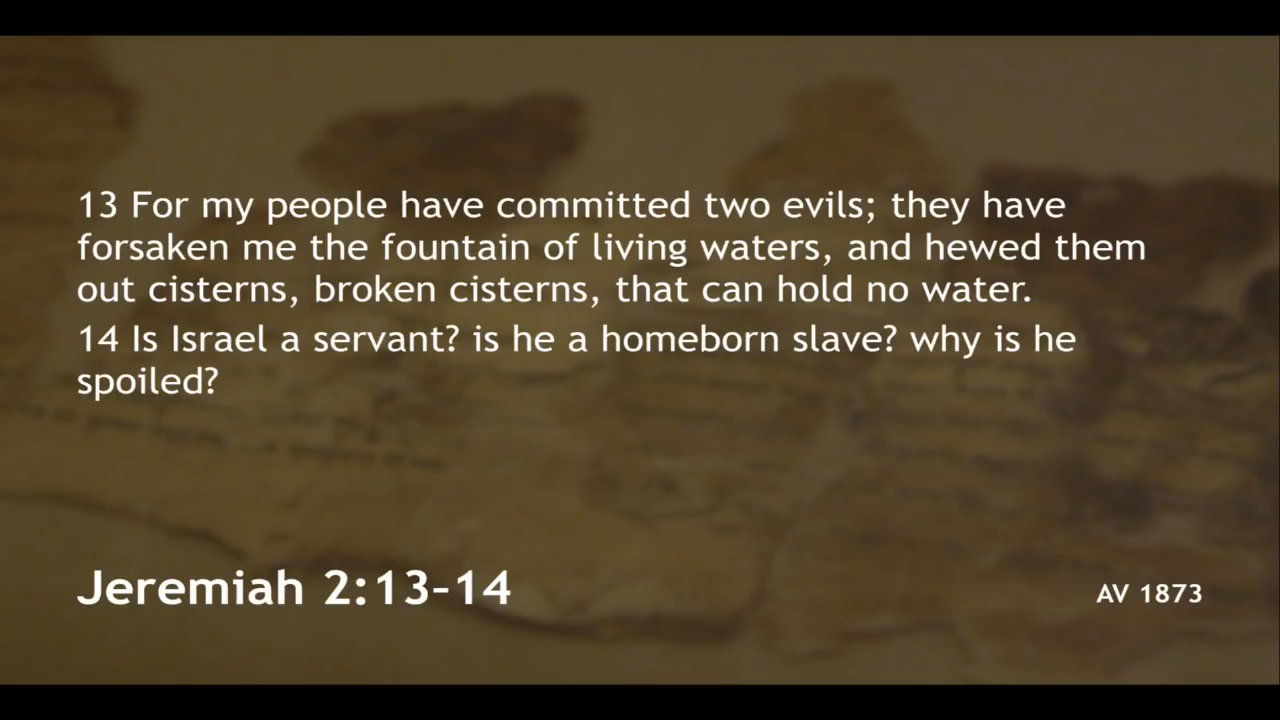 13 For my people have committed two evils; they have
forsaken me the fountain of living waters, and hewed them
out cisterns, broken cisterns, that can hold no water.
14 Is Israel a servant? is he a homeborn slave? why is he
spoiled?
Jeremiah 2:13–14
AV 1873